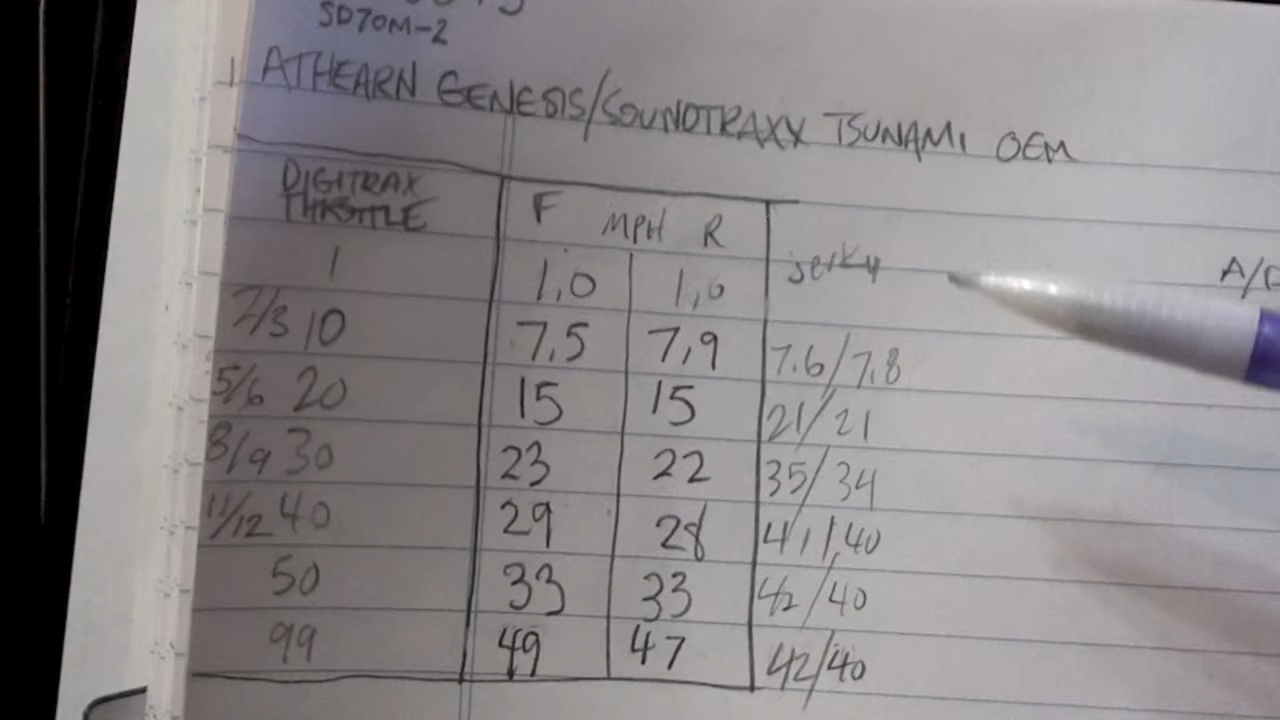 SD70M-2
ATHEARN GENESIS/SOUNDTRAXX TSUNAMI OEM
DIGITRAX THROTTLE F MPH R
1 1.0 1.0 jerky
2/3 10 7.5 7.9 7.6/7.8
5/6 20 15 15 21/21
8/9 30 23 22 35/34
11/12 40 29 28 41/40
50 33 33 42/40
99 49 47 42/40